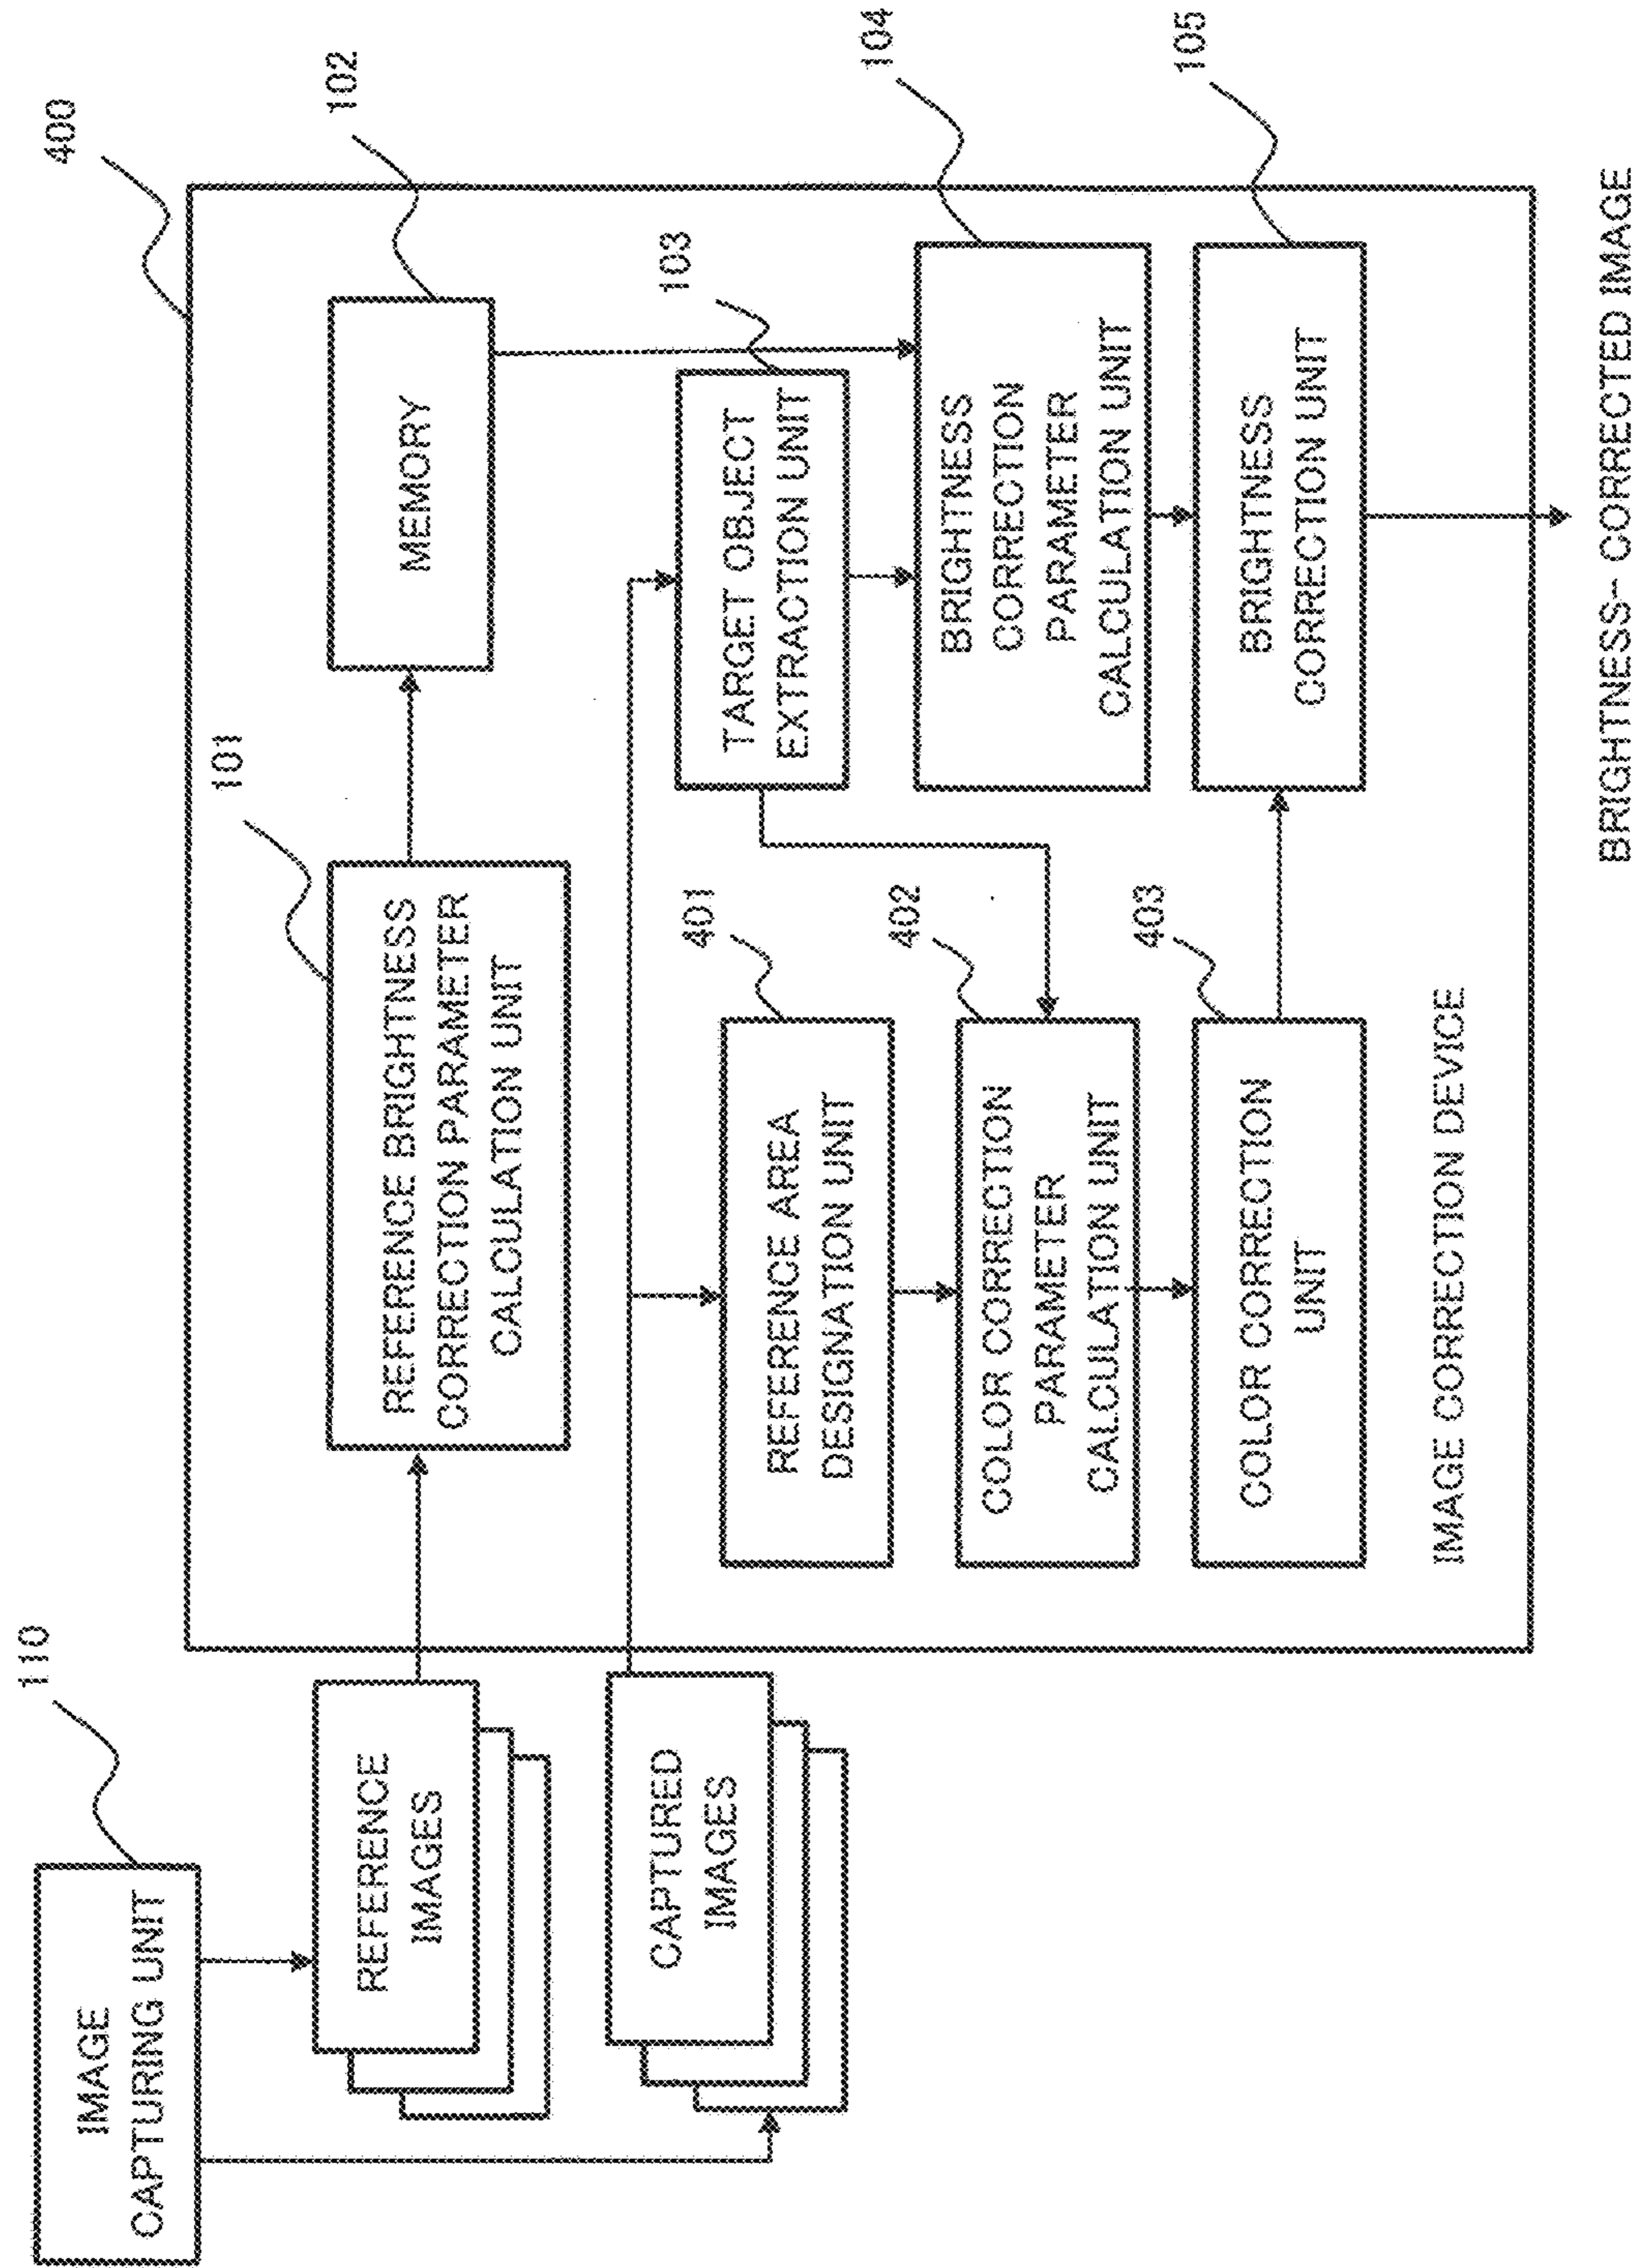 110
IMAGE
CAPTURING UNIT
REFERENCE
IMAGES
CAPTURED
IMAGES
400
101
REFERENCE BRIGHTNESS
CORRECTION PARAMETER
CALCULATION UNIT
102
MEMORY
103
TARGET OBJECT
EXTRACTION UNIT
401
REFERENCE AREA
DESIGNATION UNIT
104
BRIGHTNESS
CORRECTION
PARAMETER
CALCULATION UNIT
402
COLOR CORRECTION
PARAMETER
CALCULATION UNIT
403
COLOR CORRECTION
UNIT
105
BRIGHTNESS
CORRECTION UNIT
IMAGE CORRECTION DEVICE
BRIGHTNESS- CORRECTED IMAGE